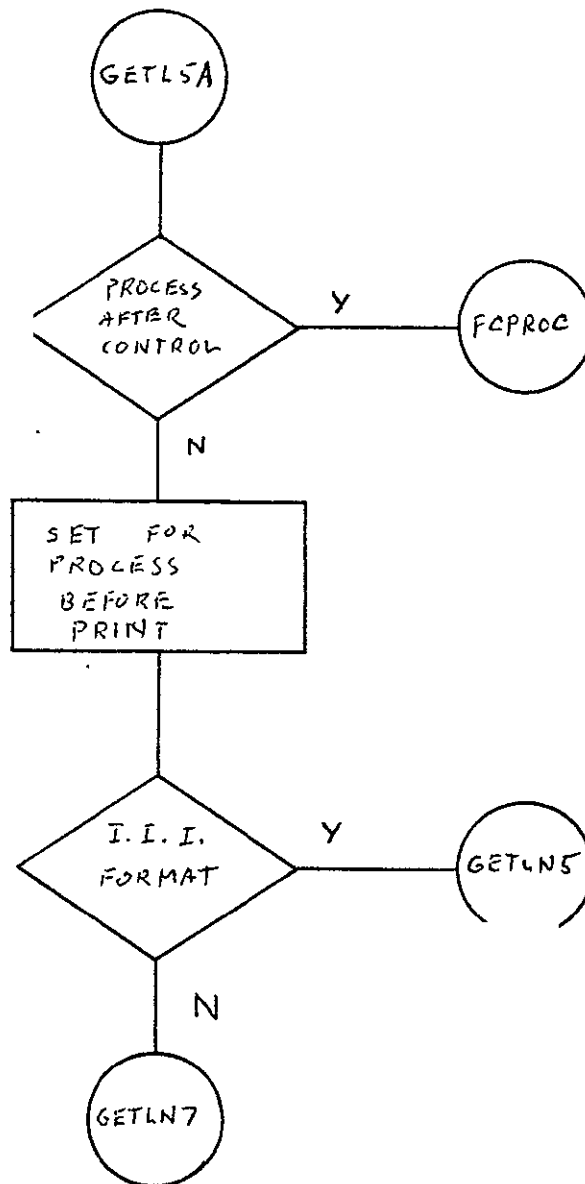 GETL5A
PROCESS
AFTER
CONTROL
Y
FCPROC
N
SET FOR
PROCESS
BEFORE
PRINT
I.I.I.
FORMAT
Y
GETLN5
N
GETLN7